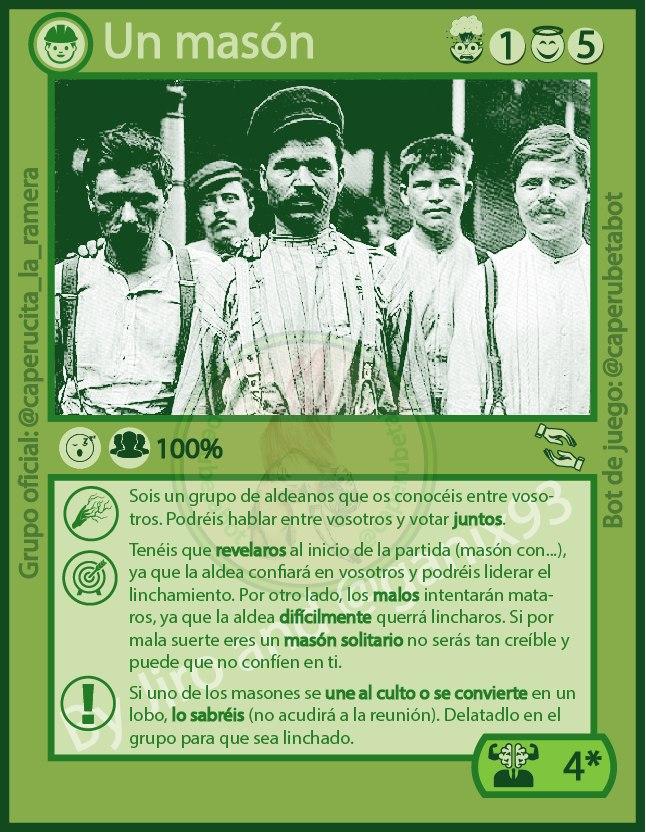 Un masón
1
5
Grupo oficial: @caperucita_la_ramera
Bot de juego: @caperubetabot
100%
Sois un grupo de aldeanos que os conocéis entre voso-
tros. Podréis hablar entre vosotros y votar juntos.
Tenéis que revelaros al inicio de la partida (masón con...),
ya que la aldea confiará en vosotros y podréis liderar el
linchamiento. Por otro lado, los malos intentarán mata-
ros, ya que la aldea difícilmente querrá lincharos. Si por
mala suerte eres un masón solitario no serás tan creíble y
puede que no confíen en ti.
Si uno de los masones se une al culto o se convierte en un
lobo, lo sabréis (no acudirá a la reunión). Delatadlo en el
grupo para que sea linchado.
4*